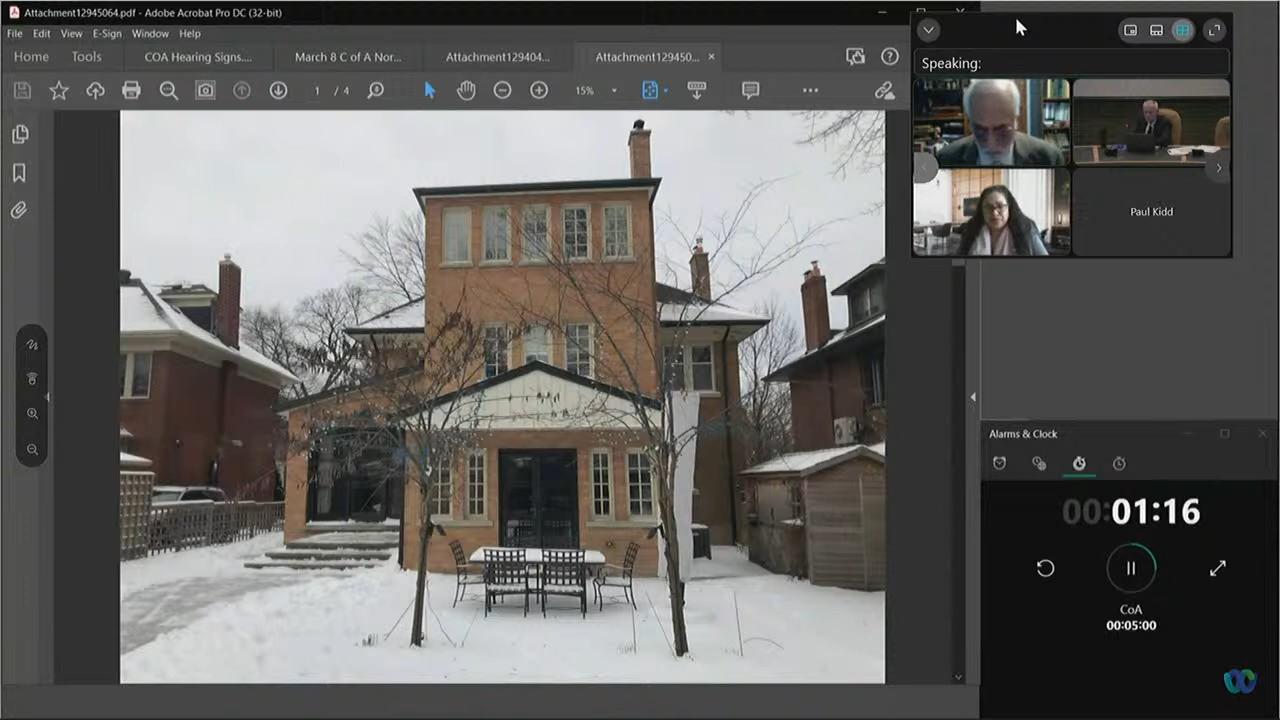 Attachment12945064.pdf - Adobe Acrobat Pro DC (32-bit)
File Edit View E-Sign Window Help
Home Tools COA Hearing Signs.... March 8 C of A Nor... Attachment129404... Attachment129450... ×
1 / 4 15%
Speaking:
Paul Kidd
Alarms & Clock
00:01:16
CoA
00:05:00